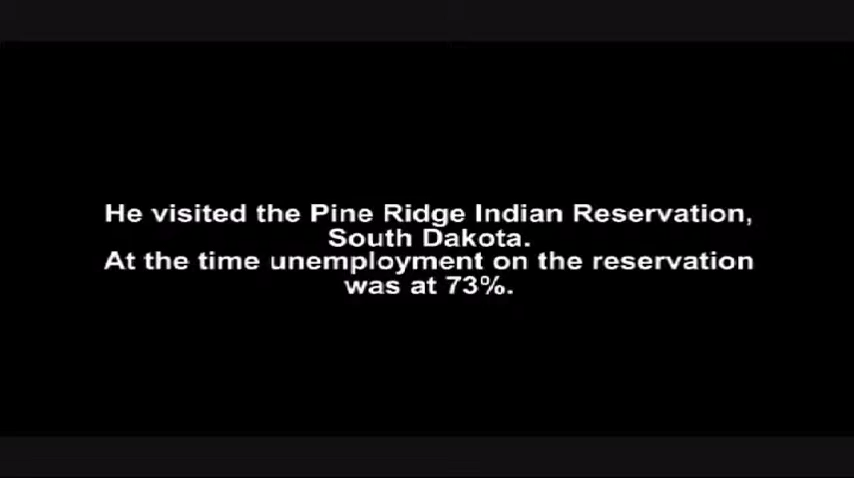 He visited the Pine Ridge Indian Reservation,
South Dakota.
At the time unemployment on the reservation
was at 73%.